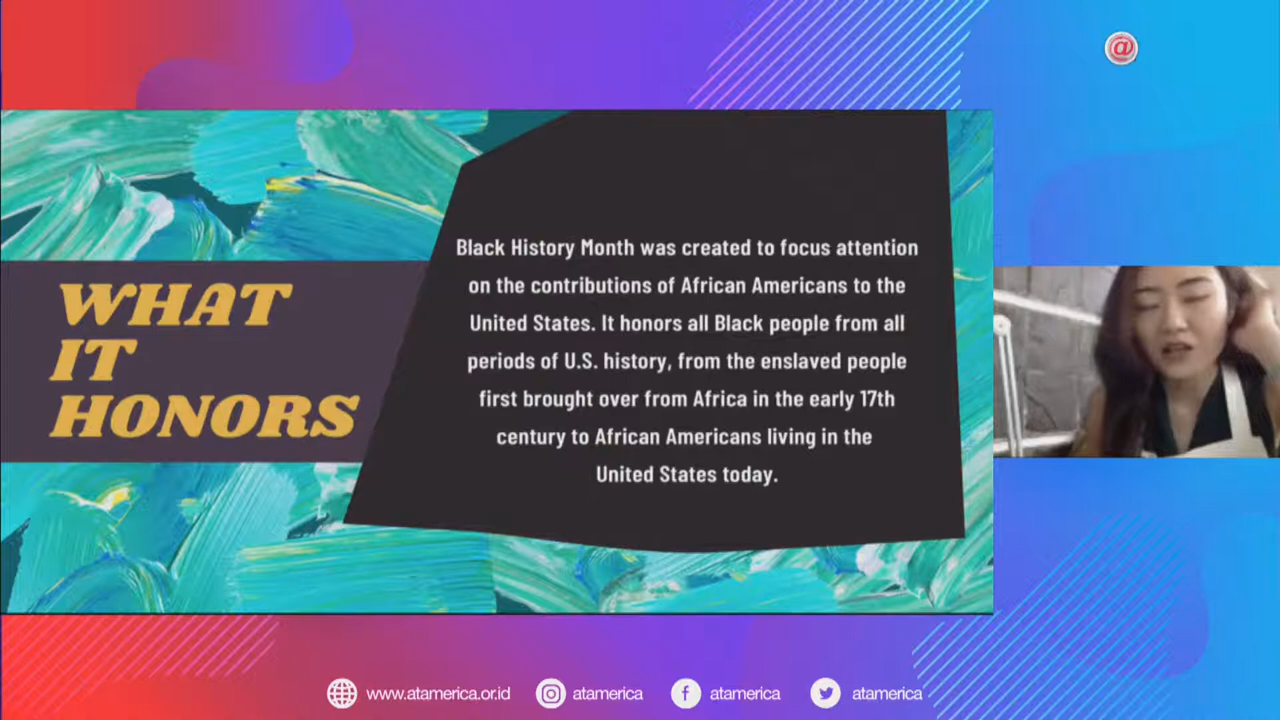 @
WHAT
IT
HONORS
Black History Month was created to focus attention
on the contributions of African Americans to the
United States. It honors all Black people from all
periods of U.S. history, from the enslaved people
first brought over from Africa in the early 17th
century to African Americans living in the
United States today.
www.atamerica.or.id atamerica atamerica atamerica